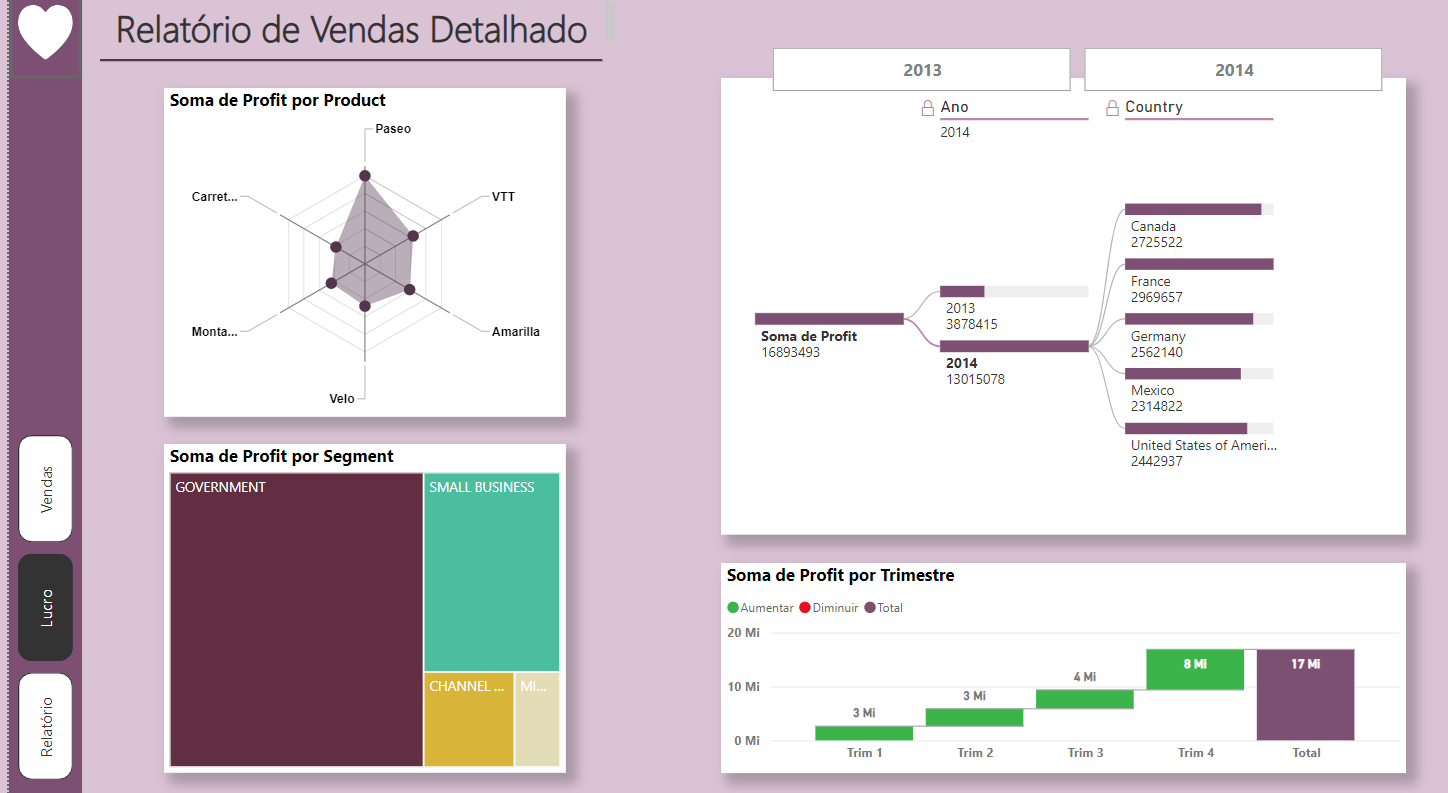 Relatório de Vendas Detalhado
Vendas
Lucro
Relatório
Soma de Profit por Product
Paseo
VTT
Amarilla
Velo
Monta...
Carret...
Soma de Profit por Segment
GOVERNMENT
SMALL BUSINESS
CHANNEL ...
MI...
2013
2014
Ano
2014
Country
Soma de Profit
16893493
2013
3878415
2014
13015078
Canada
2725522
France
2969657
Germany
2562140
Mexico
2314822
United States of Ameri...
2442937
Soma de Profit por Trimestre
Aumentar Diminuir Total
20 Mi
10 Mi
0 Mi
3 Mi
3 Mi
4 Mi
8 Mi
17 Mi
Trim 1
Trim 2
Trim 3
Trim 4
Total